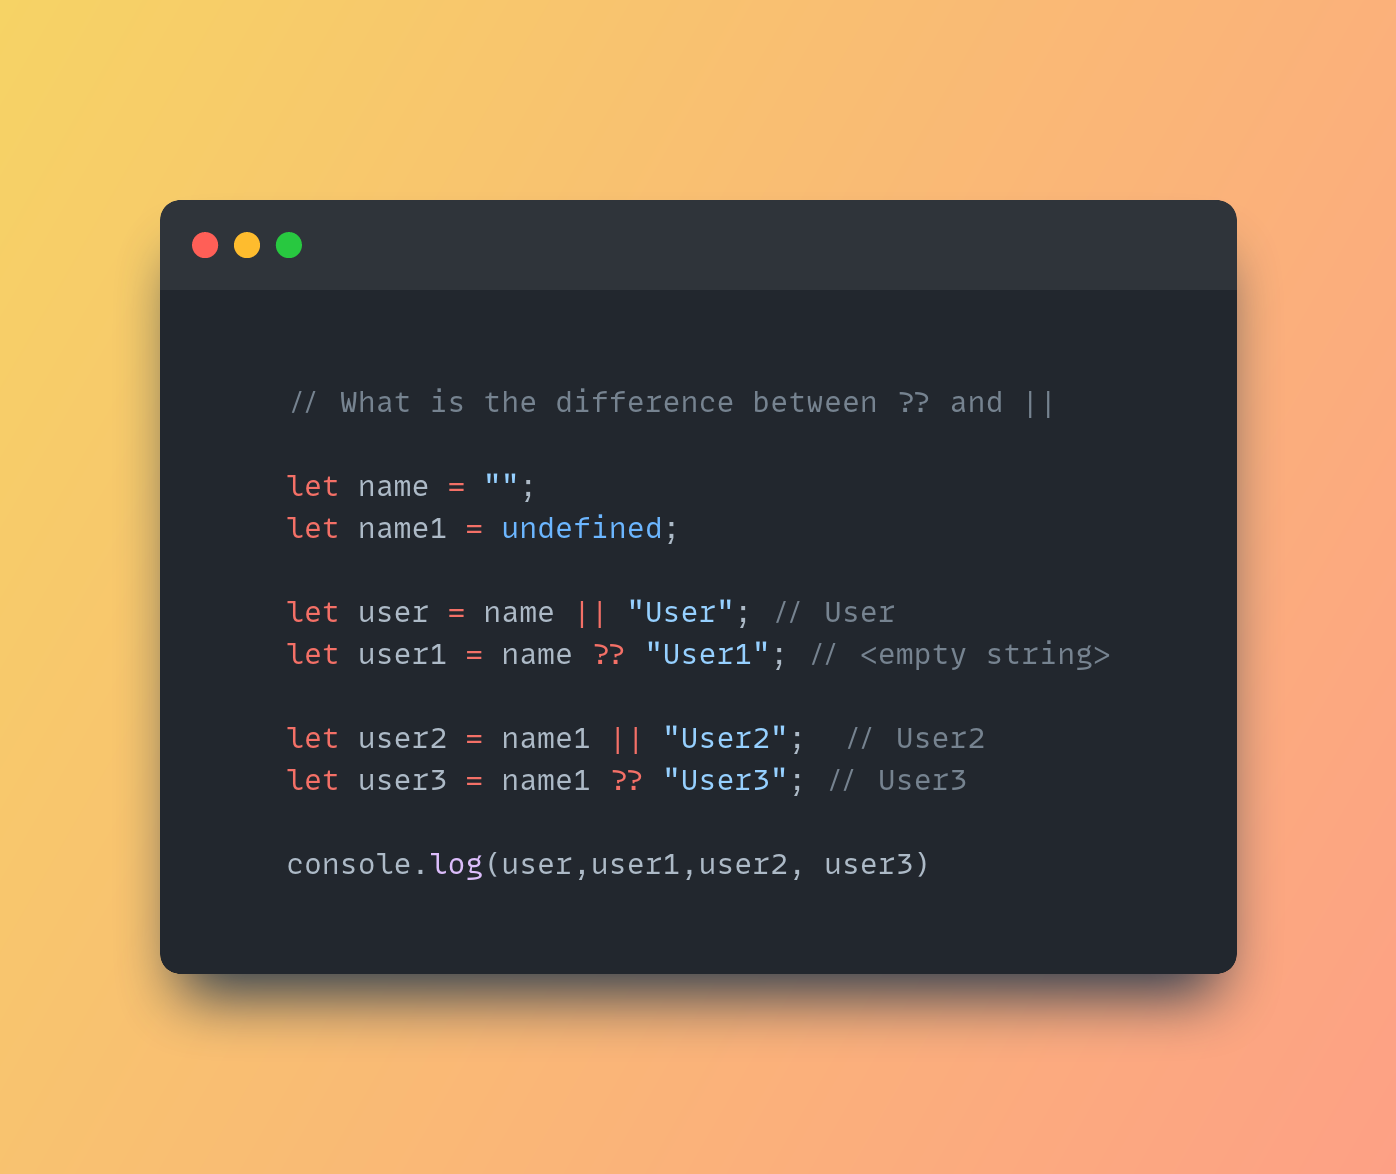 // What is the difference between ?? and ||
let name = "";
let name1 = undefined;
let user = name || "User"; // User
let user1 = name ?? "User1"; // <empty string>
let user2 = name1 || "User2";  // User2
let user3 = name1 ?? "User3"; // User3
console.log(user,user1,user2, user3)